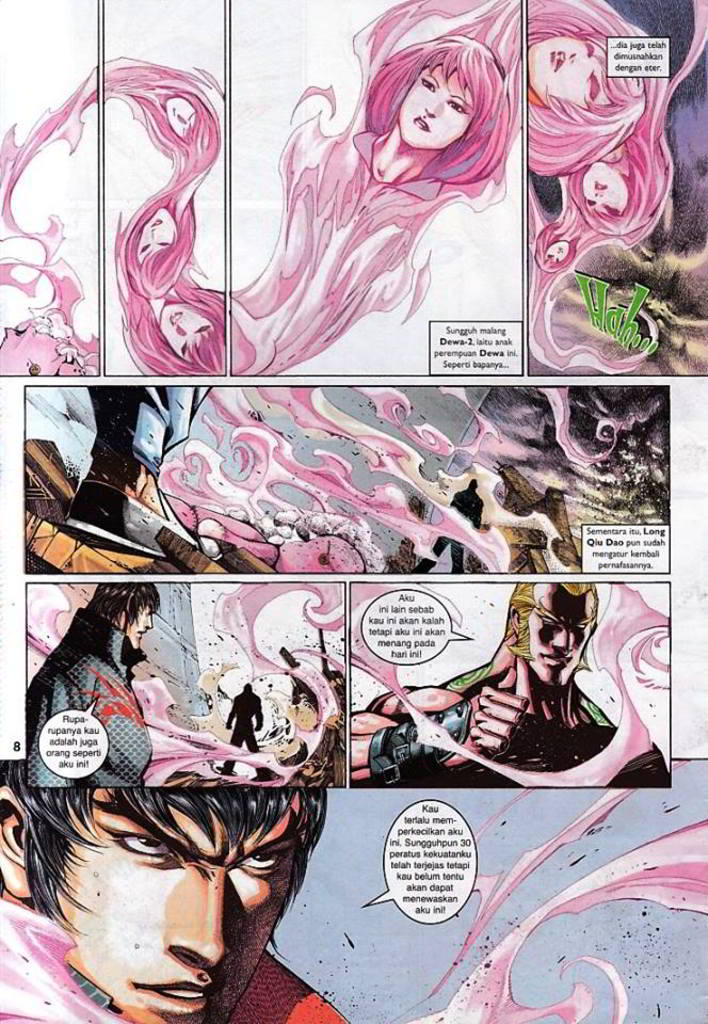 ...dia juga telah
dimusnahkan
dengan eter.
Hah...
Sungguh malang
Dewa-2, iaitu anak
perempuan Dewa ini.
Seperti bapanya...
Sementara itu, Long
Qiu Dao pun sudah
mengatur kembali
pernafasannya.
Rupa-
rupanya kau
adalah juga
orang seperti
aku ini!
Aku
ini lain sebab
kau ini akan kalah
tetapi aku ini akan
menang pada
hari ini!
8
Kau
terlalu mem-
perkecilkan aku
ini. Sungguhpun 30
peratus kekuatanku
telah terjejas tetapi
kau belum tentu
akan dapat
menewaskan
aku ini!